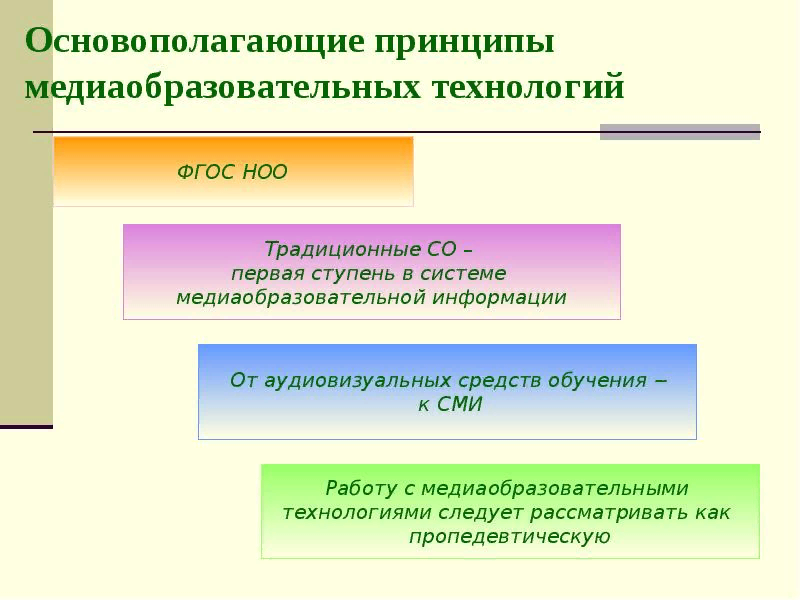 Основополагающие принципы
медиаобразовательных технологий
ФГОС НОО
Традиционные СО –
первая ступень в системе
медиаобразовательной информации
От аудиовизуальных средств обучения –
к СМИ
Работу с медиаобразовательными
технологиями следует рассматривать как
пропедевтическую